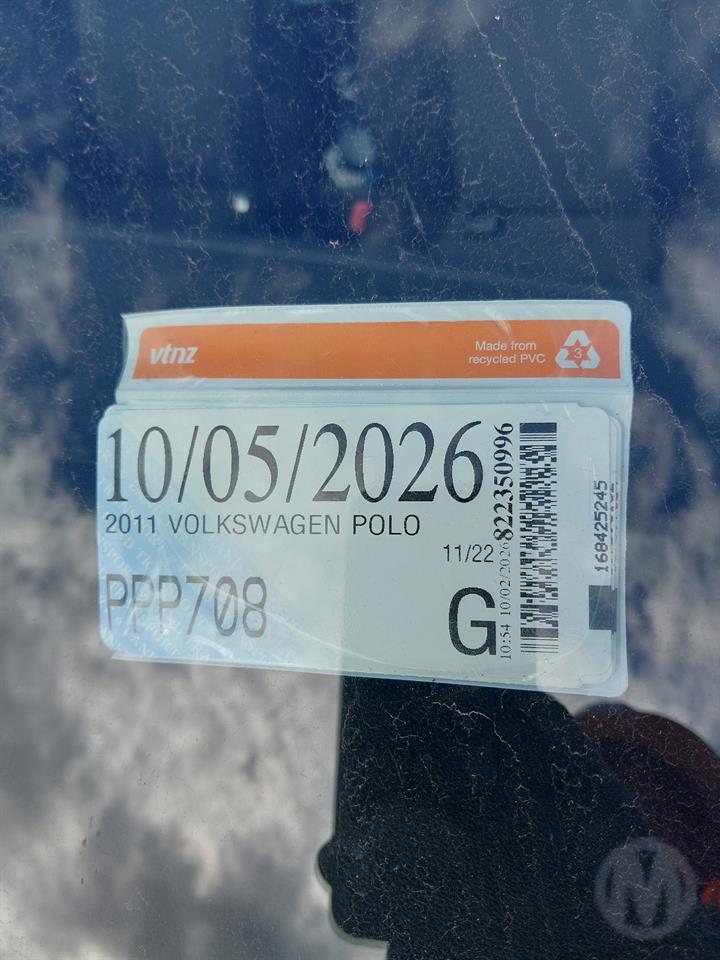 vtnz
Made from
recycled PVC
3
10/05/2026
2011 VOLKSWAGEN POLO
11/22
PPP708
G
10:54 10/02/2026
822350996
168425245
M